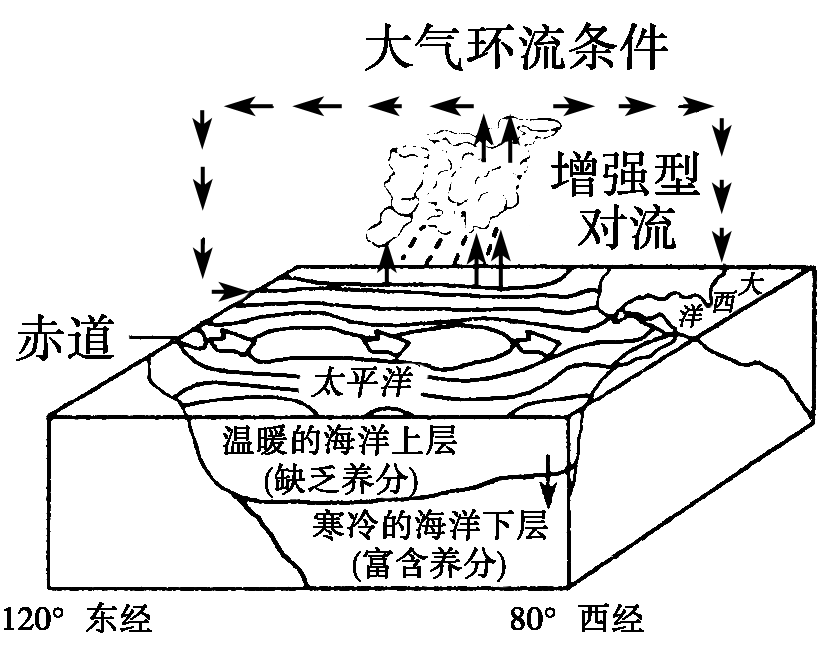 大气环流条件
增强型
对流
大
西
洋
赤道
太平洋
温暖的海洋上层
(缺乏养分)
寒冷的海洋下层
(富含养分)
120° 东经
80° 西经